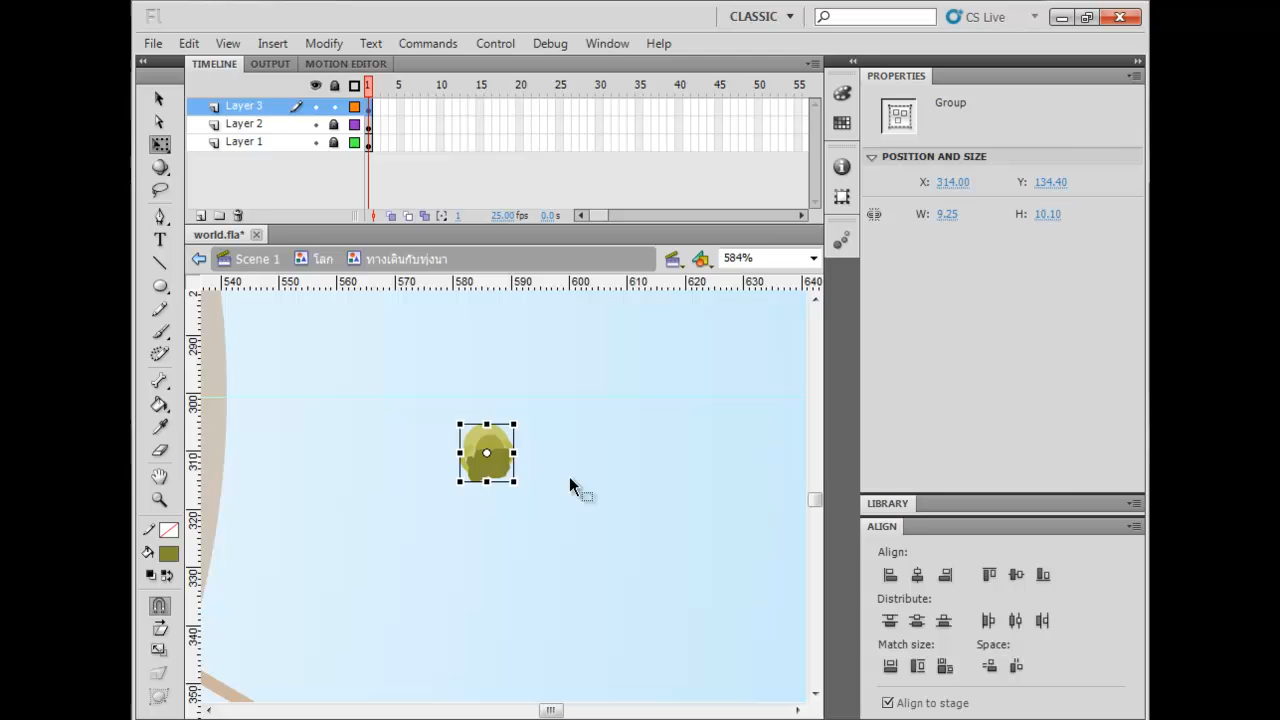 Fl CLASSIC CS Live
File Edit View Insert Modify Text Commands Control Debug Window Help
TIMELINE OUTPUT MOTION EDITOR
1 5 10 15 20 25 30 35 40 45 50 55
Layer 3
Layer 2
Layer 1
1 25.00 fps 0.0 s
world.fla*
Scene 1 โลก ทางเดินกับทุ่งนา 584%
540 550 560 570 580 590 600 610 620 630 640
290
300
310
320
330
340
350
PROPERTIES
Group
POSITION AND SIZE
X: 314.00 Y: 134.40
W: 9.25 H: 10.10
LIBRARY
ALIGN
Align:
Distribute:
Match size: Space:
Align to stage